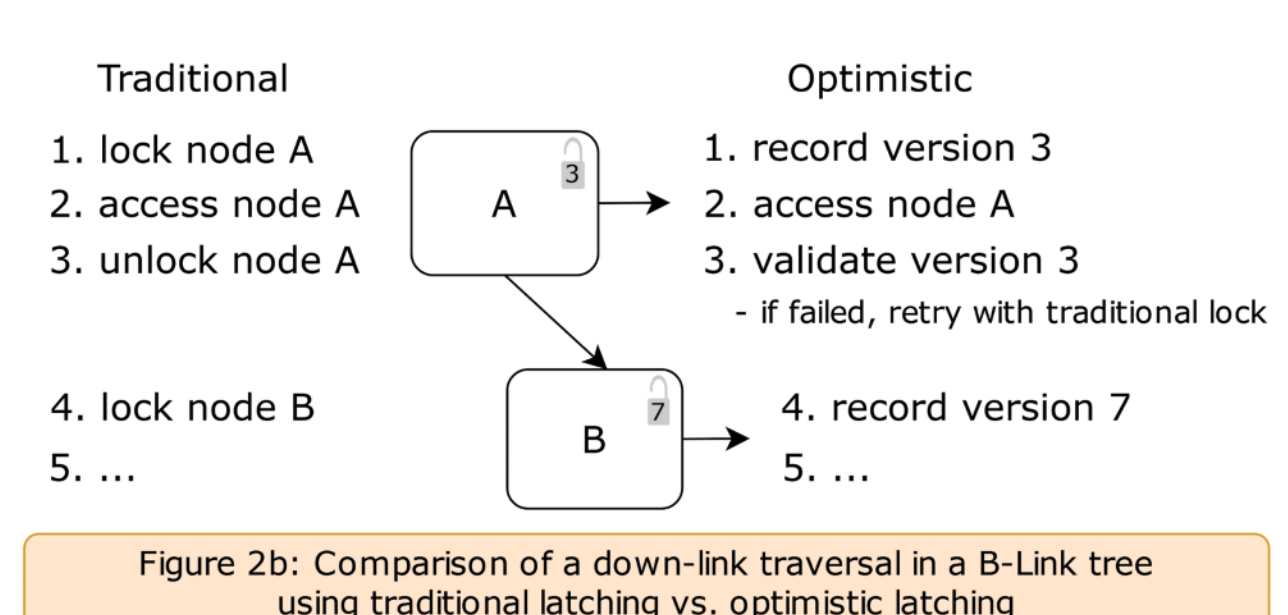 Traditional
1. lock node A
2. access node A
3. unlock node A
4. lock node B
5. ...
3
A
7
B
Optimistic
1. record version 3
2. access node A
3. validate version 3
- if failed, retry with traditional lock
4. record version 7
5. ...
Figure 2b: Comparison of a down-link traversal in a B-Link tree
using traditional latching vs. optimistic latching